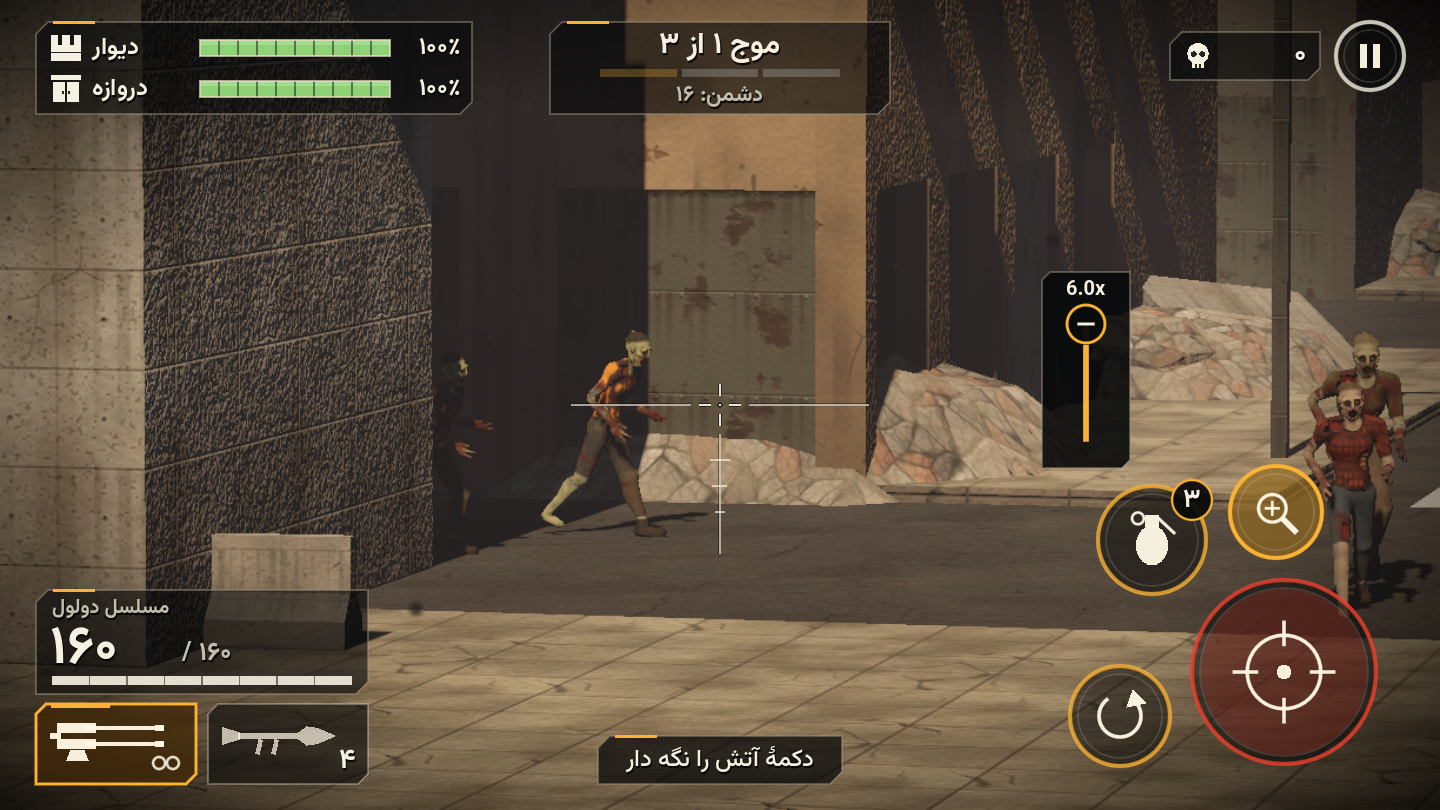 دیوار ۱۰۰٪
دروازه ۱۰۰٪
موج ۱ از ۳
دشمن: ۱۶
۰
6.0x
۳
مسلسل دولول
۱۶۰ / ۱۶۰
∞
۴
دکمهٔ آتش را نگه دار